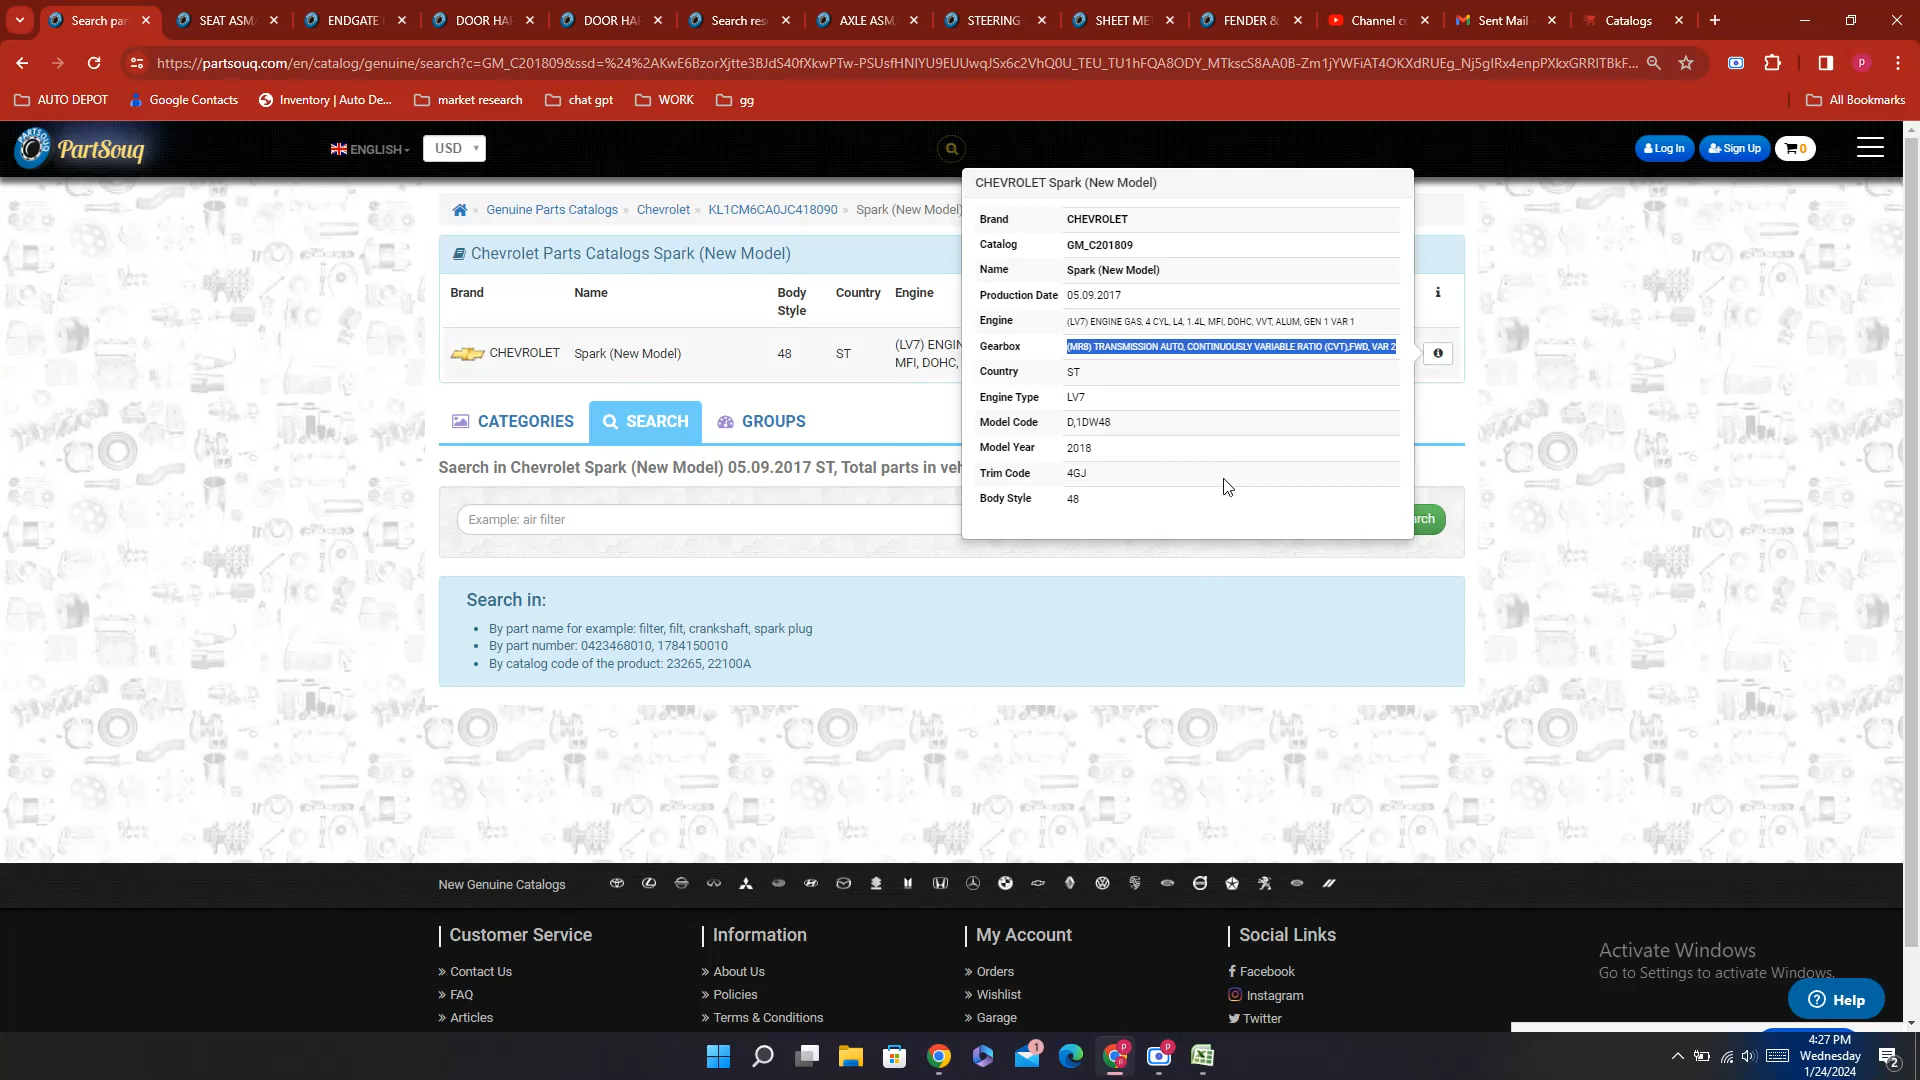 Search par
SEAT ASM
ENDGATE
DOOR HA
DOOR HA
Search res
AXLE ASM
STEERING
SHEET ME
FENDER &
Channel c
Sent Mail
Catalogs
https://partsouq.com/en/catalog/genuine/search?c=GM_C201809&ssd=%24%2AKwE6BzorXjtte3BJdS40fXkwPTw-PSUsfHNIYU9EUUwqJSx6c2VhQ0U_TEU_TU1hFQA8ODY_MTkscS8AA0B-Zm1jYWFiAT4OKXdRUEg_Nj5gIRx4enpPXkxGRRITBkF...
AUTO DEPOT
Google Contacts
Inventory | Auto De...
market research
chat gpt
WORK
gg
All Bookmarks
PARTSOUQ
PartSouq
ENGLISH
USD
Log In
Sign Up
0
Genuine Parts Catalogs » Chevrolet » KL1CM6CA0JC418090 » Spark (New Model)
Chevrolet Parts Catalogs Spark (New Model)
Brand Name Body Style Country Engine
CHEVROLET Spark (New Model) 48 ST (LV7) ENGIN
MFI, DOHC,
CHEVROLET Spark (New Model)
Brand CHEVROLET
Catalog GM_C201809
Name Spark (New Model)
Production Date 05.09.2017
Engine (LV7) ENGINE GAS, 4 CYL, L4, 1.4L, MFI, DOHC, VVT, ALUM, GEN 1 VAR 1
Gearbox (MR8) TRANSMISSION AUTO, CONTINUOUSLY VARIABLE RATIO (CVT),FWD, VAR 2
Country ST
Engine Type LV7
Model Code D,1DW48
Model Year 2018
Trim Code 4GJ
Body Style 48
CATEGORIES
SEARCH
GROUPS
Saerch in Chevrolet Spark (New Model) 05.09.2017 ST, Total parts in veh
Example: air filter
arch
Search in:
• By part name for example: filter, filt, crankshaft, spark plug
• By part number: 0423468010, 1784150010
• By catalog code of the product: 23265, 22100A
New Genuine Catalogs
Customer Service
» Contact Us
» FAQ
» Articles
Information
» About Us
» Policies
» Terms & Conditions
My Account
» Orders
» Wishlist
» Garage
Social Links
Facebook
Instagram
Twitter
Activate Windows
Go to Settings to activate Windows.
Help
1
4:27 PM
Wednesday
1/24/2024
2